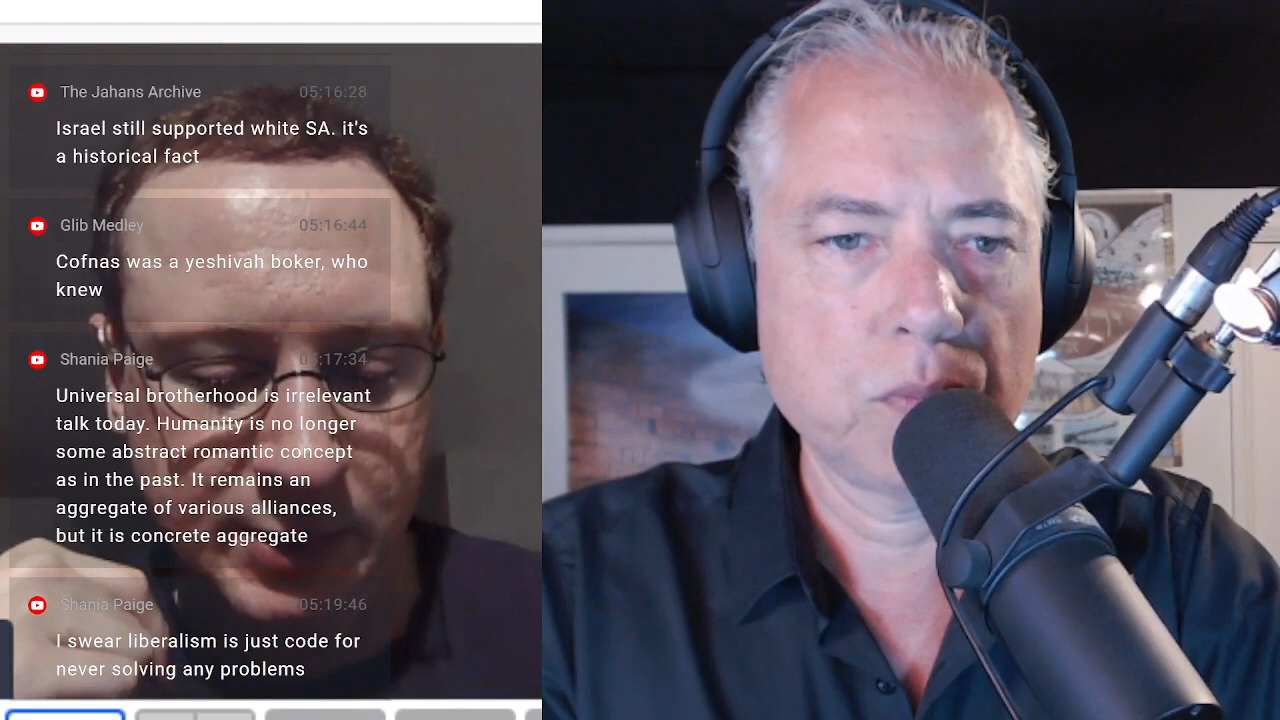 The Jahans Archive 05:16:28
Israel still supported white SA. it's
a historical fact
Glib Medley 05:16:44
Cofnas was a yeshivah boker, who
knew
Shania Paige 05:17:34
Universal brotherhood is irrelevant
talk today. Humanity is no longer
some abstract romantic concept
as in the past. It remains an
aggregate of various alliances,
but it is concrete aggregate
Shania Paige 05:19:46
I swear liberalism is just code for
never solving any problems